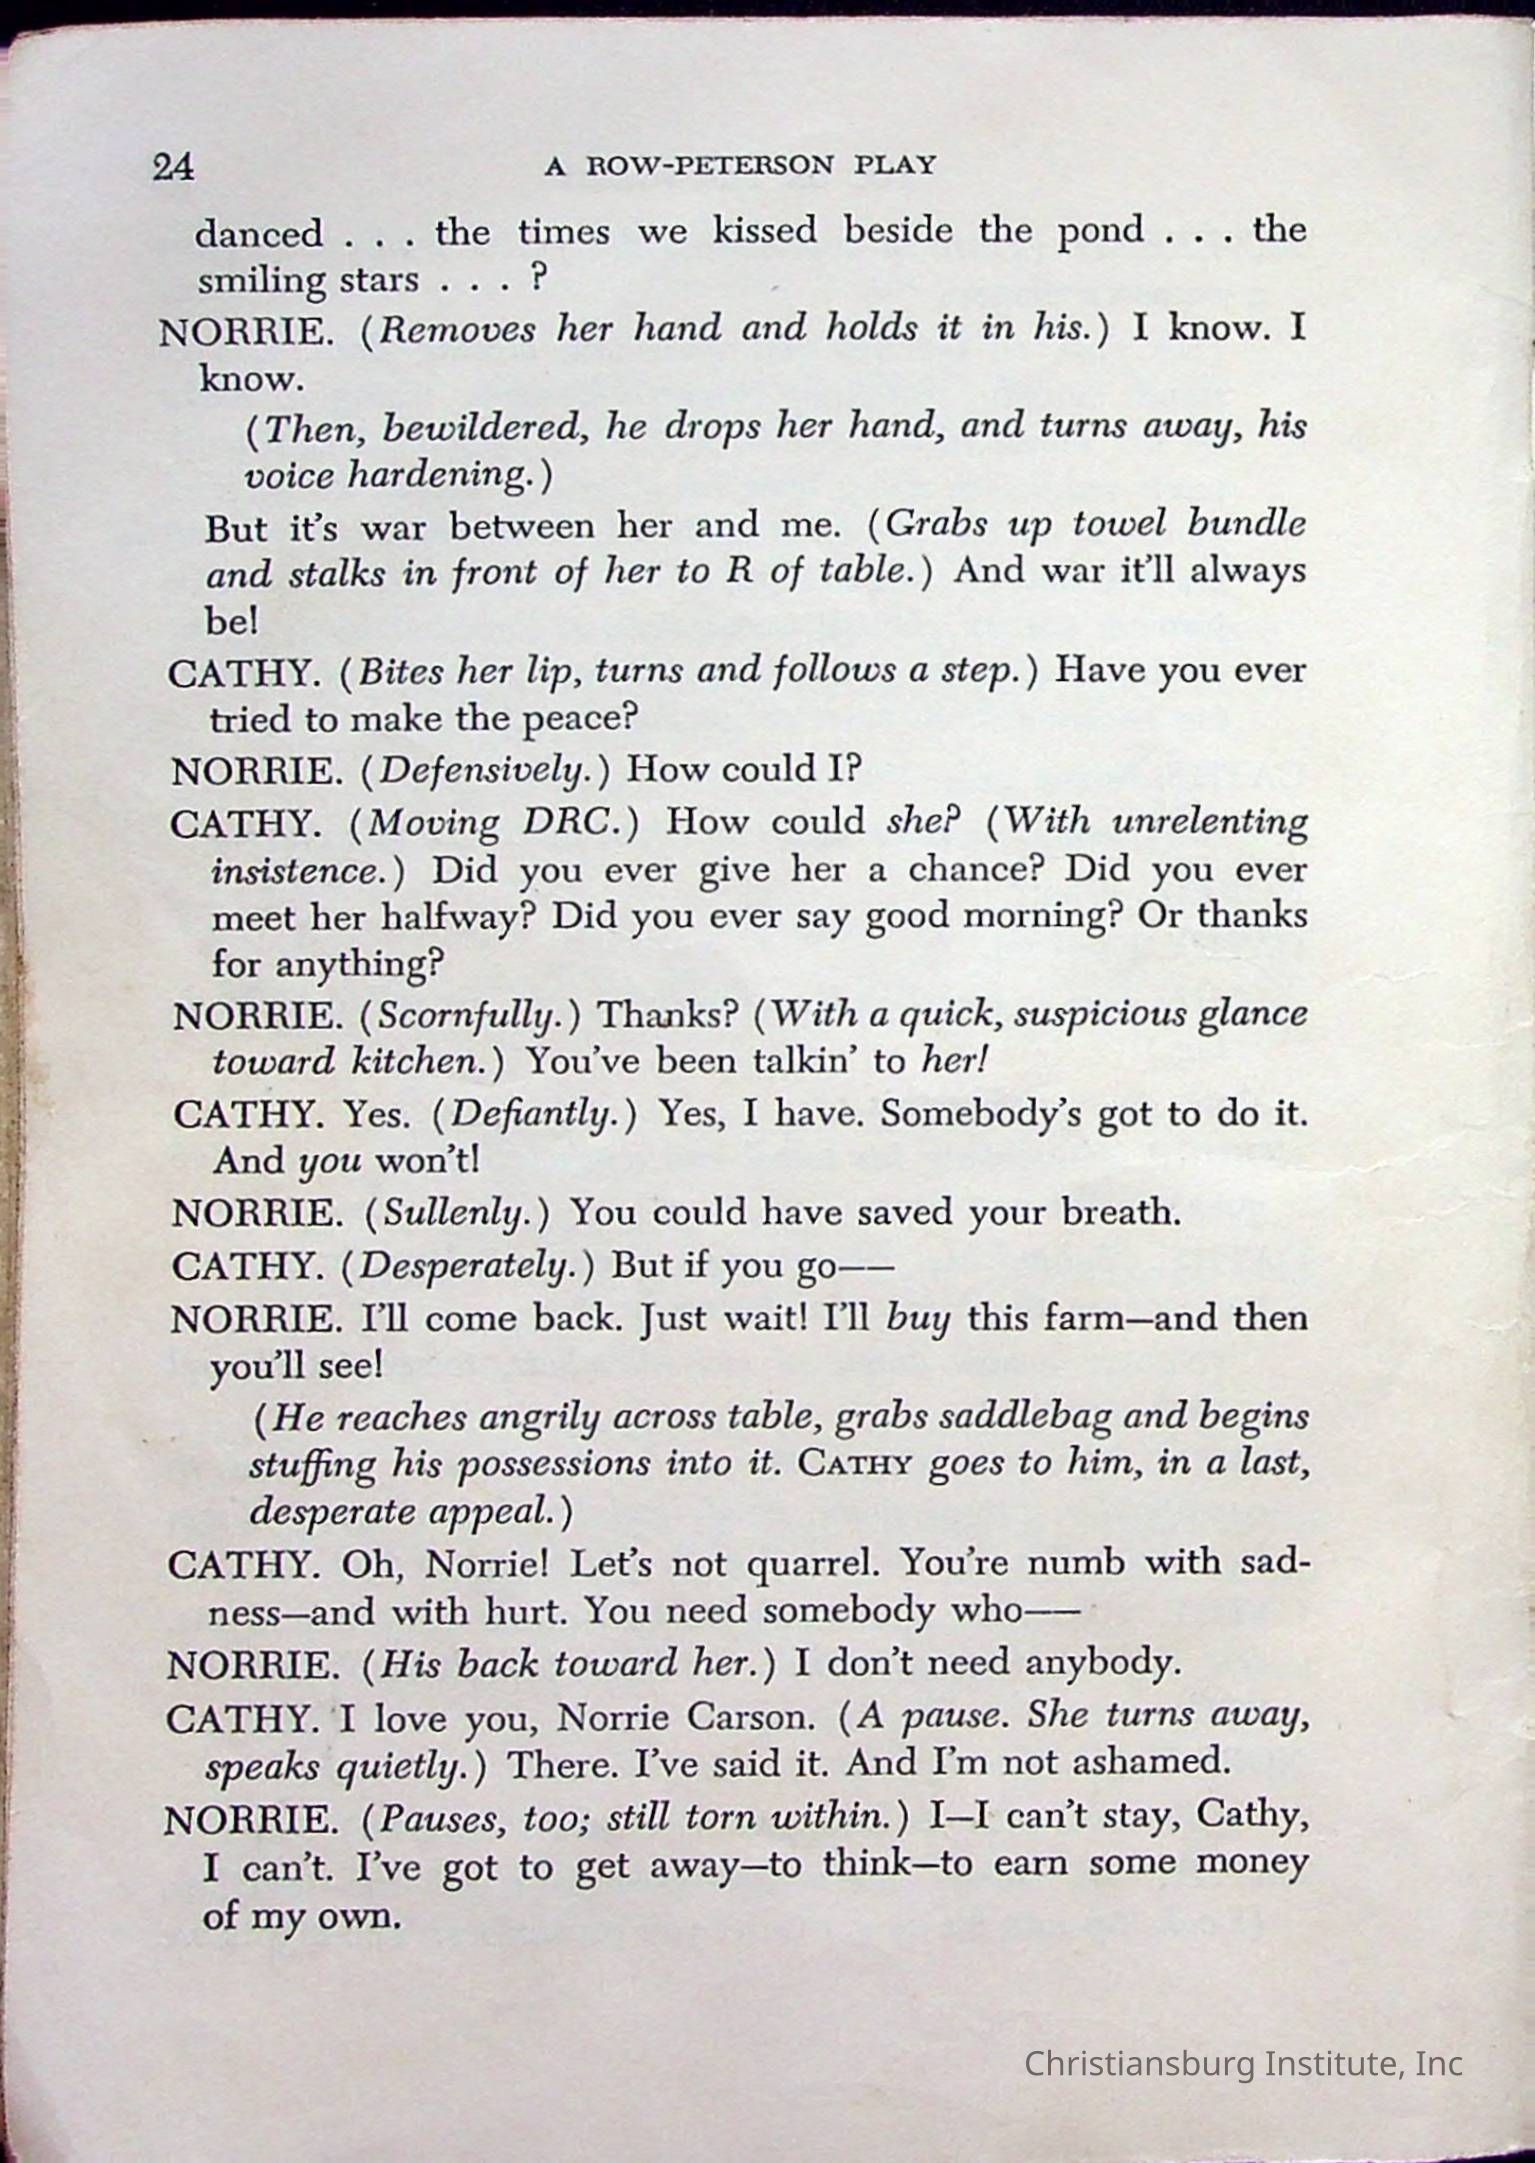 24 A ROW-PETERSON PLAY
danced . . . the times we kissed beside the pond . . . the
smiling stars . . . ?
NORRIE. (Removes her hand and holds it in his.) I know. I
know.
(Then, bewildered, he drops her hand, and turns away, his
voice hardening.)
But it's war between her and me. (Grabs up towel bundle
and stalks in front of her to R of table.) And war it'll always
be!
CATHY. (Bites her lip, turns and follows a step.) Have you ever
tried to make the peace?
NORRIE. (Defensively.) How could I?
CATHY. (Moving DRC.) How could she? (With unrelenting
insistence.) Did you ever give her a chance? Did you ever
meet her halfway? Did you ever say good morning? Or thanks
for anything?
NORRIE. (Scornfully.) Thanks? (With a quick, suspicious glance
toward kitchen.) You've been talkin' to her!
CATHY. Yes. (Defiantly.) Yes, I have. Somebody's got to do it.
And you won't!
NORRIE. (Sullenly.) You could have saved your breath.
CATHY. (Desperately.) But if you go——
NORRIE. I'll come back. Just wait! I'll buy this farm—and then
you'll see!
(He reaches angrily across table, grabs saddlebag and begins
stuffing his possessions into it. CATHY goes to him, in a last,
desperate appeal.)
CATHY. Oh, Norrie! Let's not quarrel. You're numb with sad-
ness—and with hurt. You need somebody who——
NORRIE. (His back toward her.) I don't need anybody.
CATHY. I love you, Norrie Carson. (A pause. She turns away,
speaks quietly.) There. I've said it. And I'm not ashamed.
NORRIE. (Pauses, too; still torn within.) I—I can't stay, Cathy,
I can't. I've got to get away—to think—to earn some money
of my own.
Christiansburg Institute, Inc